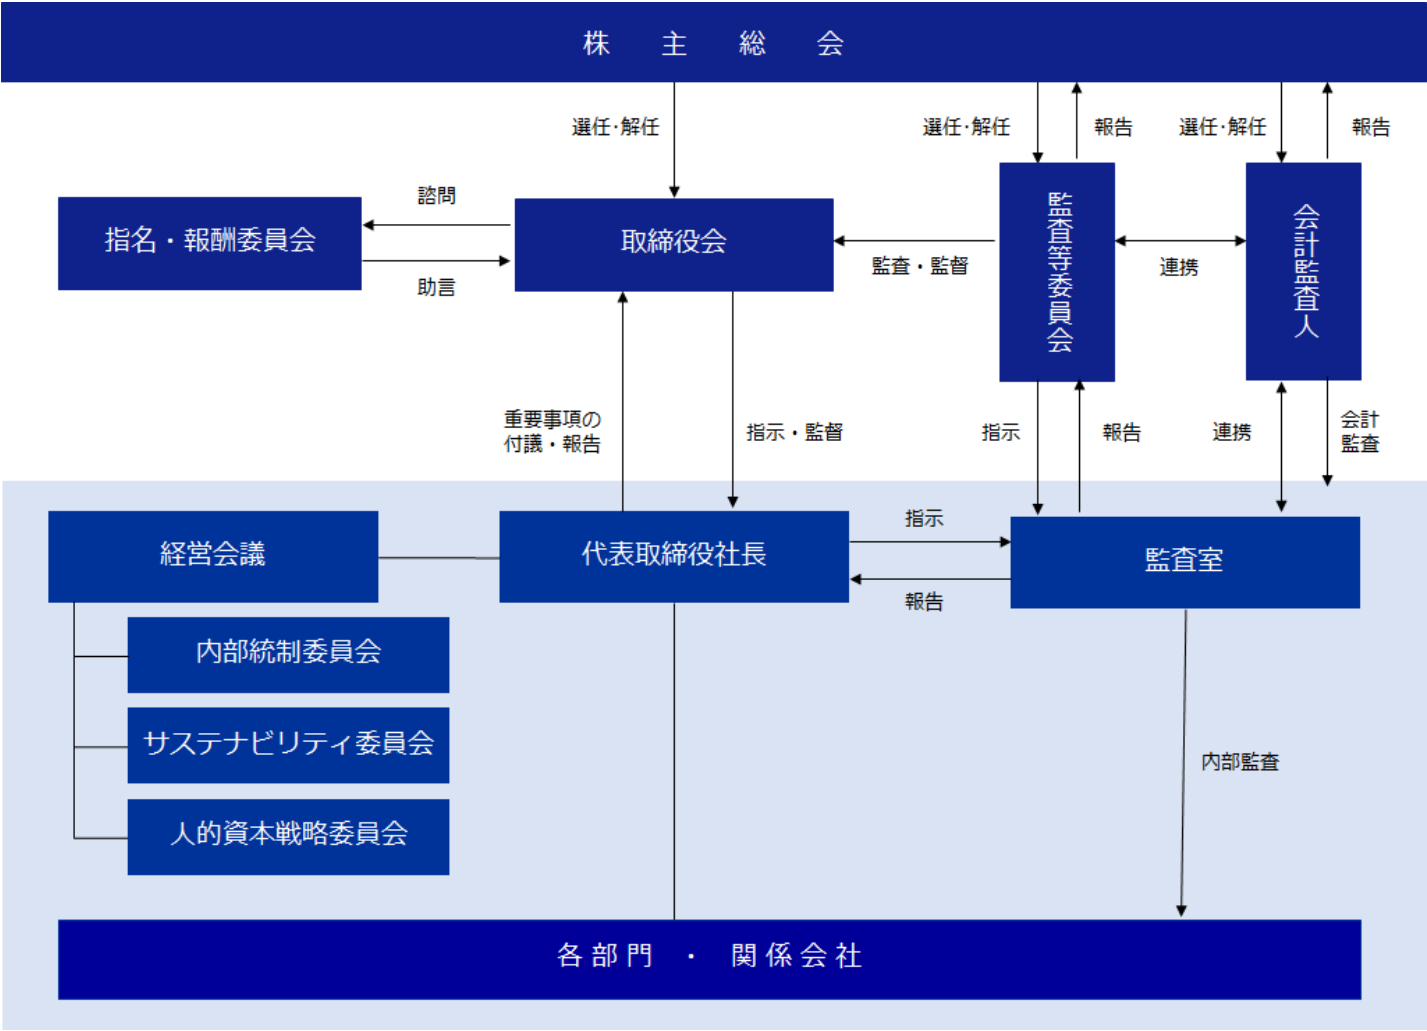 株主総会
選任･解任
選任･解任
報告
選任･解任
報告
指名・報酬委員会
諮問
助言
取締役会
監査・監督
監査等委員会
連携
会計監査人
重要事項の
付議・報告
指示・監督
指示
報告
連携
会計
監査
経営会議
代表取締役社長
指示
報告
監査室
内部統制委員会
サステナビリティ委員会
人的資本戦略委員会
内部監査
各部門・関係会社